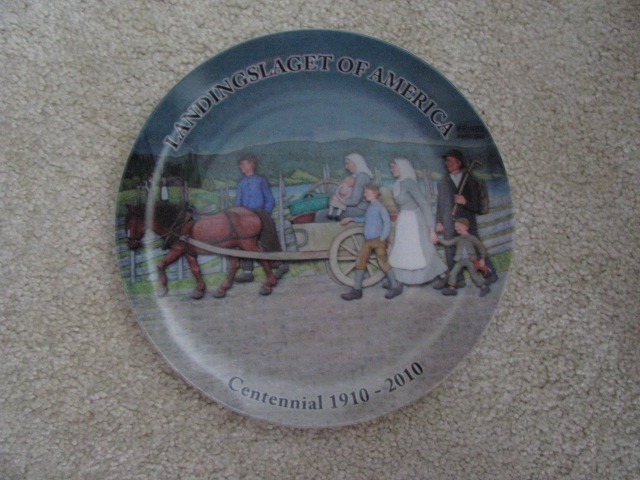 LANDINGSLAGET OF AMERICA
Centennial 1910 - 2010